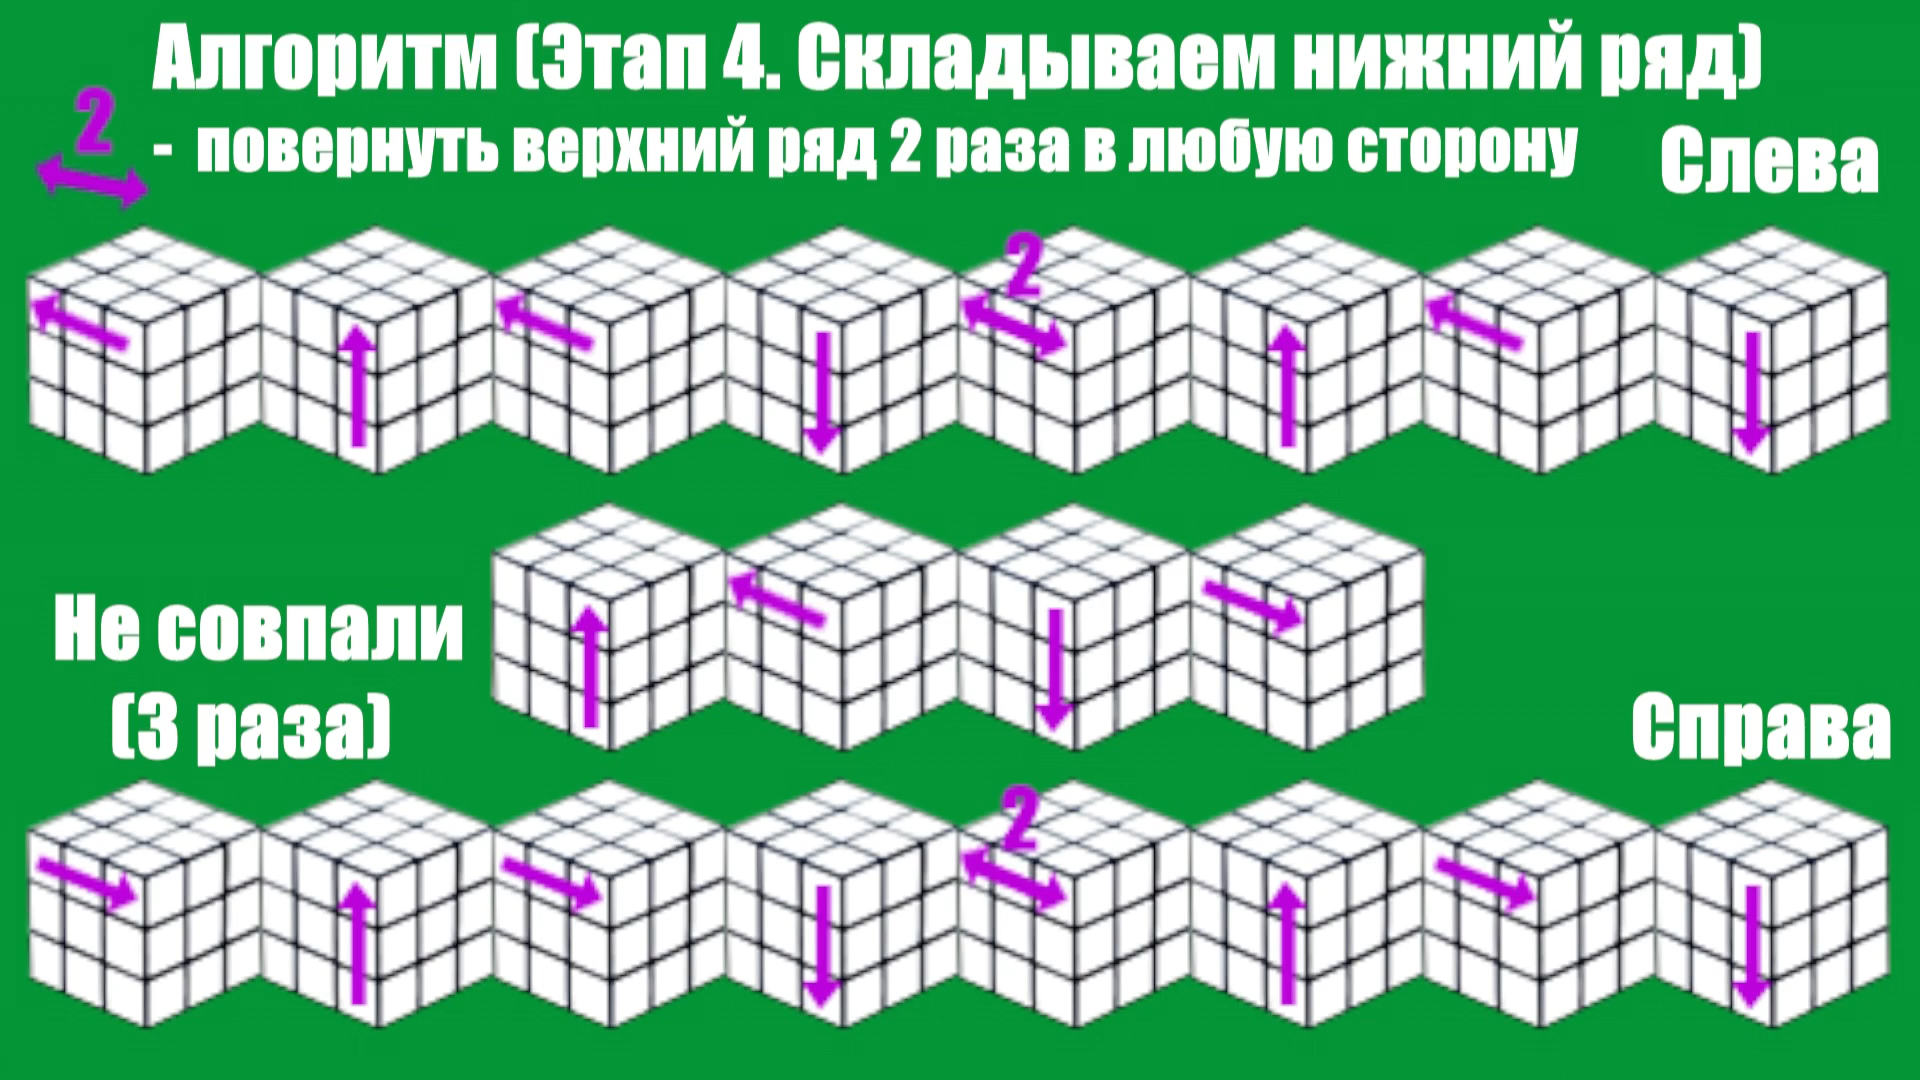 Алгоритм (Этап 4. Складываем нижний ряд)
2
- повернуть верхний ряд 2 раза в любую сторону
Слева
2
Не совпали
(3 раза)
Справа
2